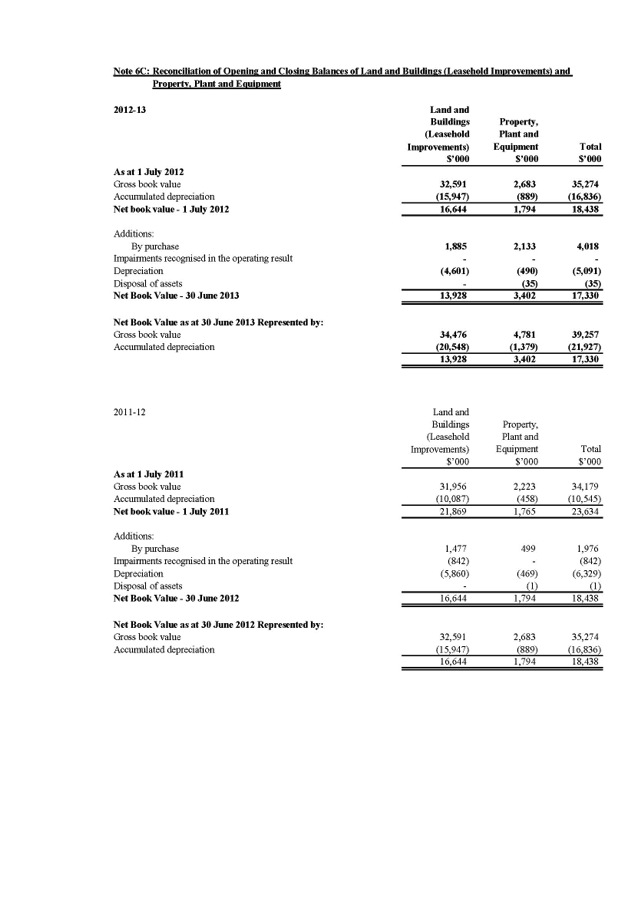 Note 6C: Reconciliation of Opening and Closing Balances of Land and Buildings (Leasehold Improvements) and
Property, Plant and Equipment
2012-13 Land and
Buildings Property,
(Leasehold Plant and
Improvements) Equipment Total
$'000 $'000 $'000
As at 1 July 2012
Gross book value 32,591 2,683 35,274
Accumulated depreciation (15,947) (889) (16,836)
Net book value - 1 July 2012 16,644 1,794 18,438
Additions:
By purchase 1,885 2,133 4,018
Impairments recognised in the operating result - - -
Depreciation (4,601) (490) (5,091)
Disposal of assets - (35) (35)
Net Book Value - 30 June 2013 13,928 3,402 17,330
Net Book Value as at 30 June 2013 Represented by:
Gross book value 34,476 4,781 39,257
Accumulated depreciation (20,548) (1,379) (21,927)
13,928 3,402 17,330
2011-12 Land and
Buildings Property,
(Leasehold Plant and
Improvements) Equipment Total
$'000 $'000 $'000
As at 1 July 2011
Gross book value 31,956 2,223 34,179
Accumulated depreciation (10,087) (458) (10,545)
Net book value - 1 July 2011 21,869 1,765 23,634
Additions:
By purchase 1,477 499 1,976
Impairments recognised in the operating result (842) - (842)
Depreciation (5,860) (469) (6,329)
Disposal of assets - (1) (1)
Net Book Value - 30 June 2012 16,644 1,794 18,438
Net Book Value as at 30 June 2012 Represented by:
Gross book value 32,591 2,683 35,274
Accumulated depreciation (15,947) (889) (16,836)
16,644 1,794 18,438